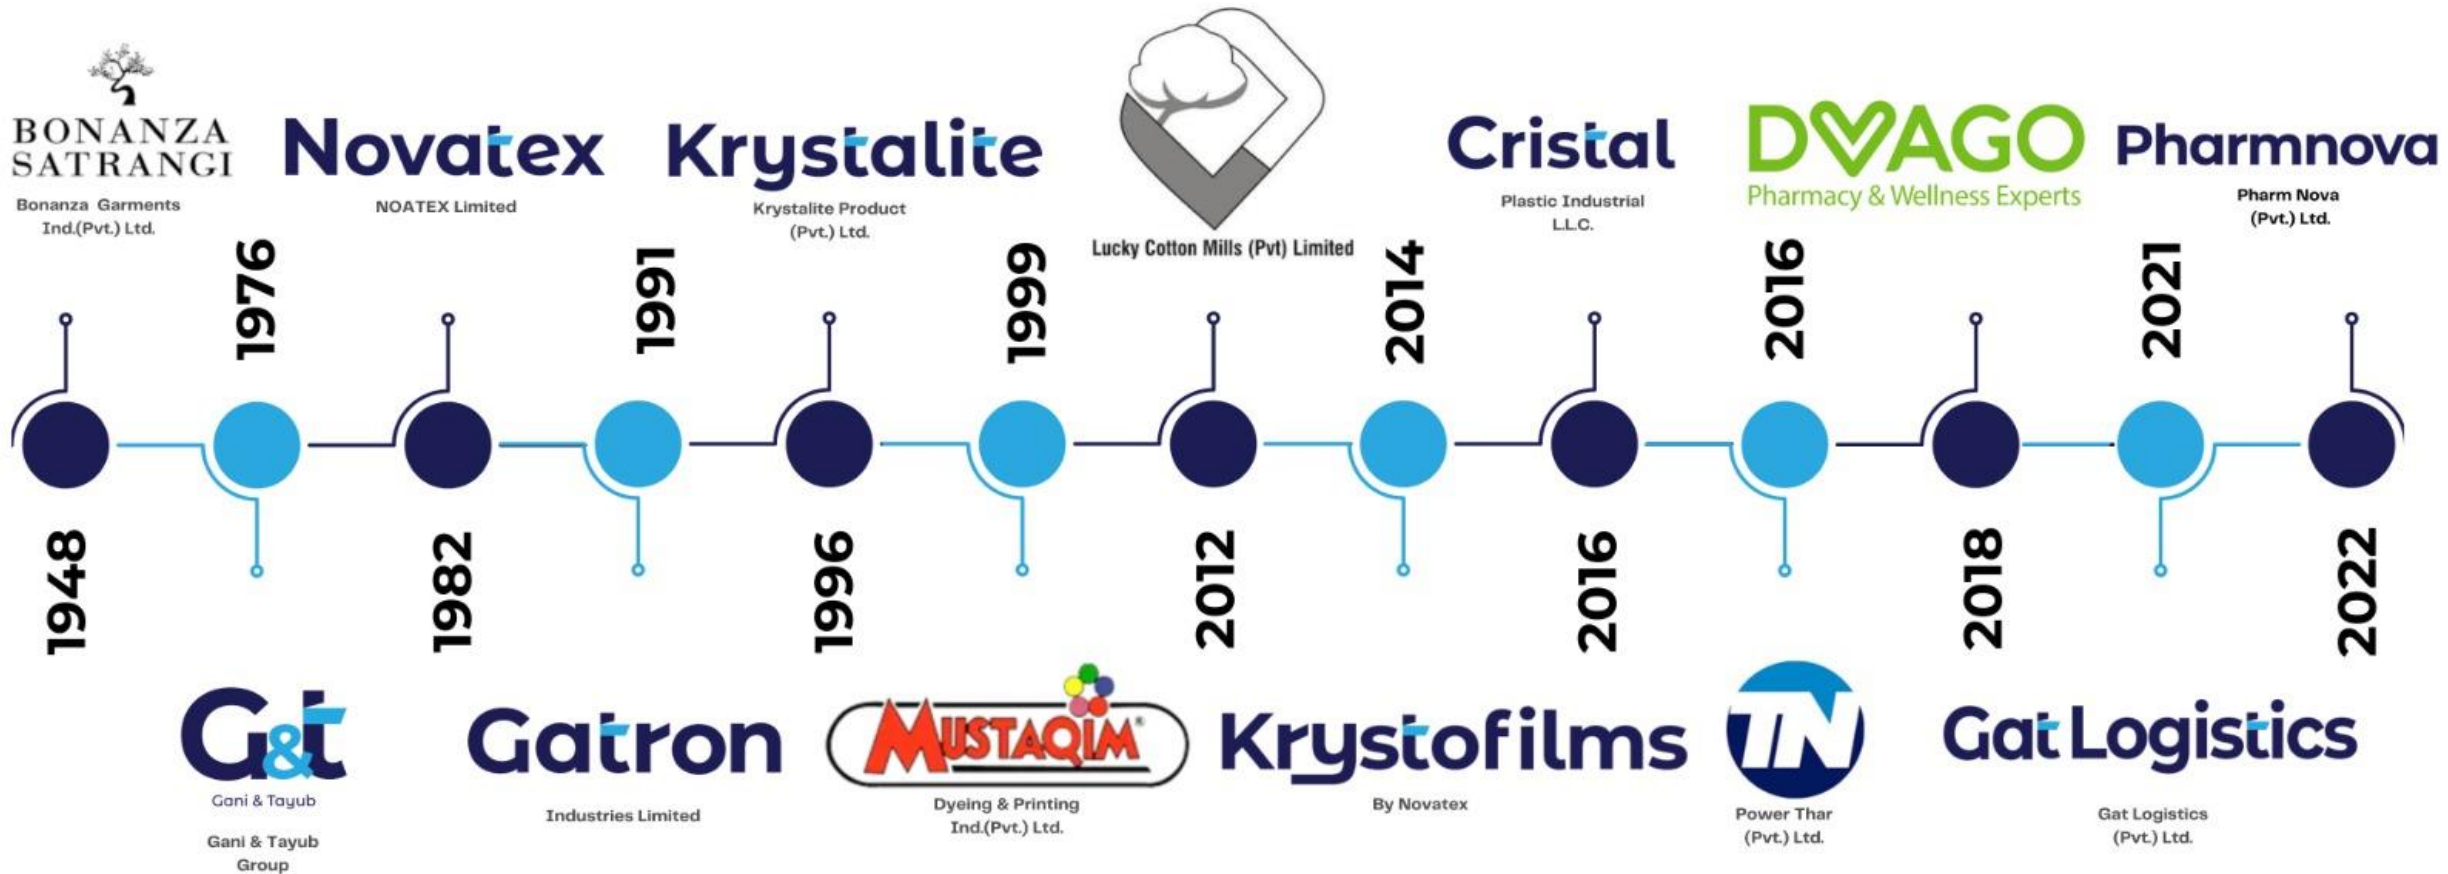 BONANZA
SATRANGI
Bonanza Garments
Ind.(Pvt.) Ltd.
Novatex
NOATEX Limited
Krystalite
Krystalite Product
(Pvt.) Ltd.
Lucky Cotton Mills (Pvt) Limited
Cristal
Plastic Industrial
L.L.C.
DVAGO
Pharmacy & Wellness Experts
Pharmnova
Pharm Nova
(Pvt.) Ltd.
1976
1991
1999
2014
2016
2021
1948
1982
1996
2012
2016
2018
2022
G&t
Gani & Tayub
Gani & Tayub
Group
Gatron
Industries Limited
MUSTAQIM®
Dyeing & Printing
Ind.(Pvt.) Ltd.
Krystofilms
By Novatex
TN
Power Thar
(Pvt.) Ltd.
Gat Logistics
Gat Logistics
(Pvt.) Ltd.